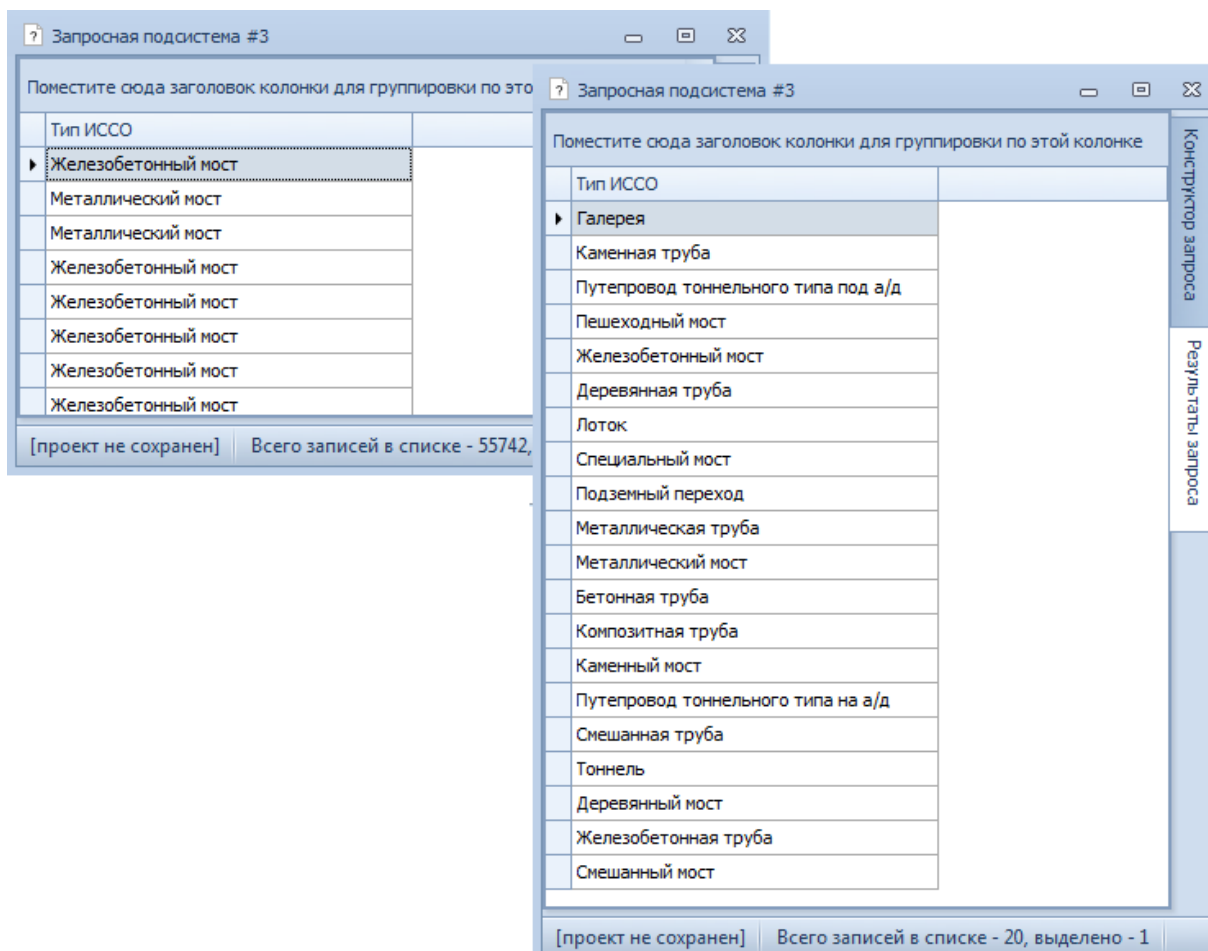 Запросная подсистема #3
Поместите сюда заголовок колонки для группировки по это
Тип ИССО
Железобетонный мост
Металлический мост
Металлический мост
Железобетонный мост
Железобетонный мост
Железобетонный мост
Железобетонный мост
Железобетонный мост
[проект не сохранен] Всего записей в списке - 55742,
Запросная подсистема #3
Поместите сюда заголовок колонки для группировки по этой колонке
Тип ИССО
Галерея
Каменная труба
Путепровод тоннельного типа под а/д
Пешеходный мост
Железобетонный мост
Деревянная труба
Лоток
Специальный мост
Подземный переход
Металлическая труба
Металлический мост
Бетонная труба
Композитная труба
Каменный мост
Путепровод тоннельного типа на а/д
Смешанная труба
Тоннель
Деревянный мост
Железобетонная труба
Смешанный мост
[проект не сохранен] Всего записей в списке - 20, выделено - 1
Конструктор запроса
Результаты запроса